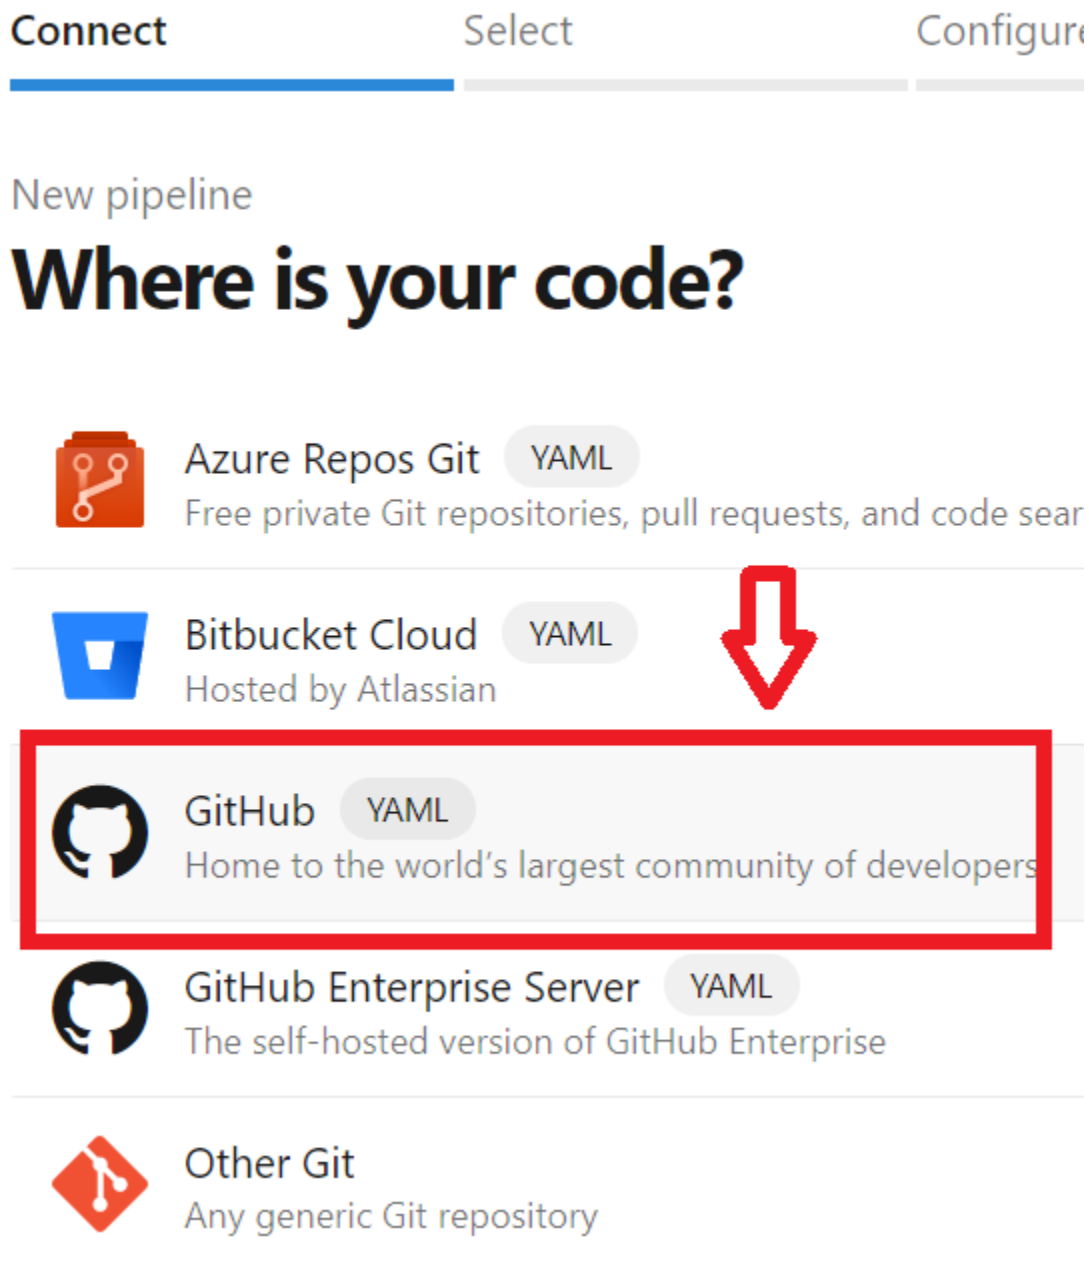 Connect Select Configure
New pipeline
Where is your code?
Azure Repos Git YAML
Free private Git repositories, pull requests, and code sear
Bitbucket Cloud YAML
Hosted by Atlassian
GitHub YAML
Home to the world's largest community of developers
GitHub Enterprise Server YAML
The self-hosted version of GitHub Enterprise
Other Git
Any generic Git repository